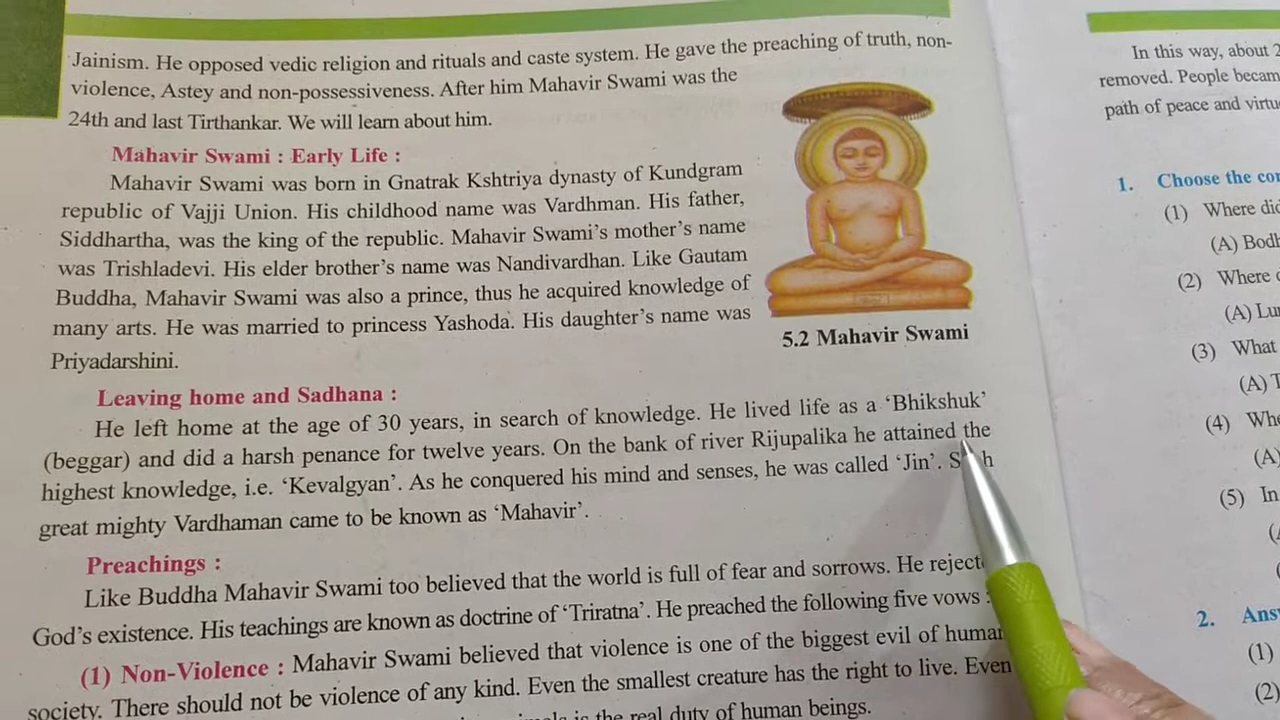 Jainism. He opposed vedic religion and rituals and caste system. He gave the preaching of truth, non-
violence, Astey and non-possessiveness. After him Mahavir Swami was the
24th and last Tirthankar. We will learn about him.
Mahavir Swami : Early Life :
Mahavir Swami was born in Gnatrak Kshtriya dynasty of Kundgram
republic of Vajji Union. His childhood name was Vardhman. His father,
Siddhartha, was the king of the republic. Mahavir Swami's mother's name
was Trishladevi. His elder brother's name was Nandivardhan. Like Gautam
Buddha, Mahavir Swami was also a prince, thus he acquired knowledge of
many arts. He was married to princess Yashoda. His daughter's name was
Priyadarshini.
5.2 Mahavir Swami
Leaving home and Sadhana :
He left home at the age of 30 years, in search of knowledge. He lived life as a 'Bhikshuk'
(beggar) and did a harsh penance for twelve years. On the bank of river Rijupalika he attained the
highest knowledge, i.e. 'Kevalgyan'. As he conquered his mind and senses, he was called 'Jin'.
great mighty Vardhaman came to be known as 'Mahavir'.
Preachings :
Like Buddha Mahavir Swami too believed that the world is full of fear and sorrows. He
God's existence. His teachings are known as doctrine of 'Triratna'. He preached the following five vows :
(1) Non-Violence : Mahavir Swami believed that violence is one of the biggest evil of human
society. There should not be violence of any kind. Even the smallest creature has the right to live. Even
is the real duty of human beings.
In this way, about
removed. People
path of peace and
1. Choose the
(1) Where
(A)
(2) Where
(A)
(3) What
(A)
(4)
(A)
(5) In
2.
(1)
(2)